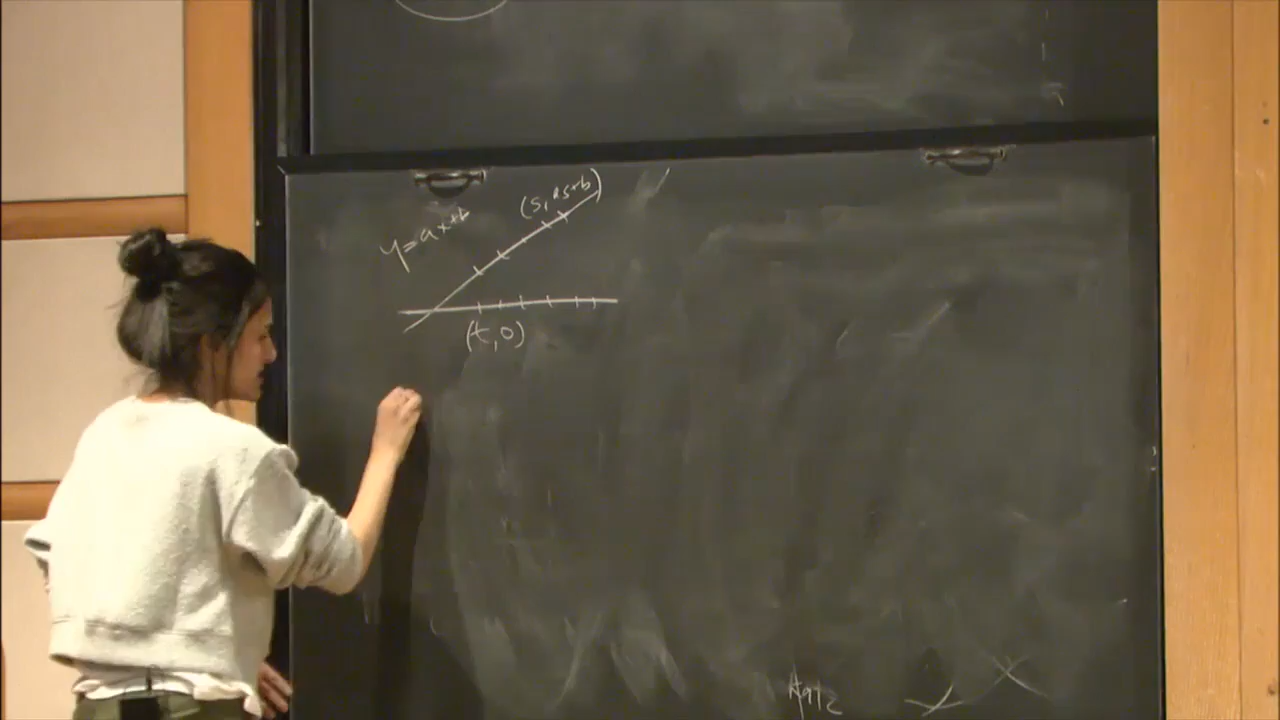 y=ax+b
(s, as+b)
(t, 0)